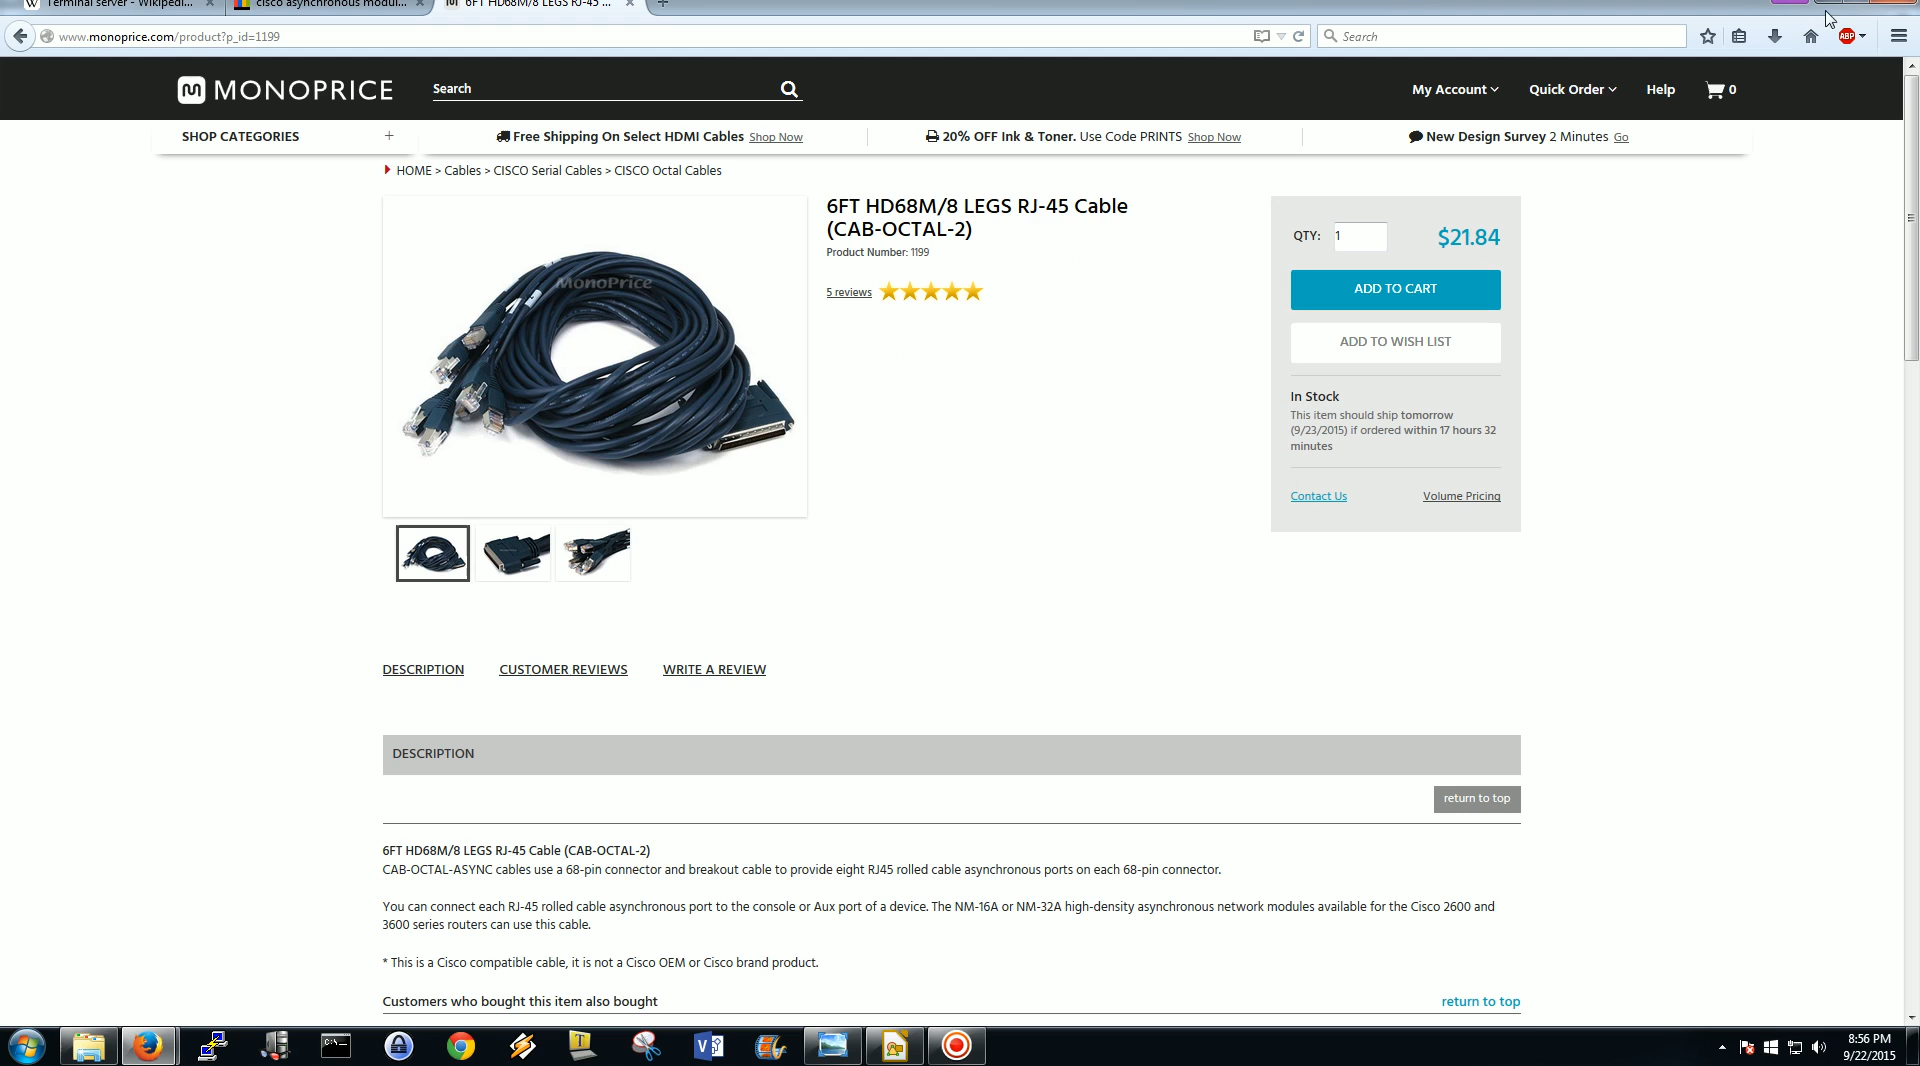 Terminal server - Wikipedi...
cisco asynchronous modul...
6FT HD68M/8 LEGS RJ-45 ...
www.monoprice.com/product?p_id=1199
Search
ABP
MONOPRICE
Search
My Account
Quick Order
Help
0
SHOP CATEGORIES
+
Free Shipping On Select HDMI Cables Shop Now
20% OFF Ink & Toner. Use Code PRINTS Shop Now
New Design Survey 2 Minutes Go
HOME > Cables > CISCO Serial Cables > CISCO Octal Cables
MonoPrice
6FT HD68M/8 LEGS RJ-45 Cable
(CAB-OCTAL-2)
Product Number: 1199
5 reviews
QTY: 1 $21.84
ADD TO CART
ADD TO WISH LIST
In Stock
This item should ship tomorrow
(9/23/2015) if ordered within 17 hours 32
minutes
Contact Us
Volume Pricing
DESCRIPTION
CUSTOMER REVIEWS
WRITE A REVIEW
DESCRIPTION
return to top
6FT HD68M/8 LEGS RJ-45 Cable (CAB-OCTAL-2)
CAB-OCTAL-ASYNC cables use a 68-pin connector and breakout cable to provide eight RJ45 rolled cable asynchronous ports on each 68-pin connector.
You can connect each RJ-45 rolled cable asynchronous port to the console or Aux port of a device. The NM-16A or NM-32A high-density asynchronous network modules available for the Cisco 2600 and
3600 series routers can use this cable.
* This is a Cisco compatible cable, it is not a Cisco OEM or Cisco brand product.
Customers who bought this item also bought
return to top
8:56 PM
9/22/2015